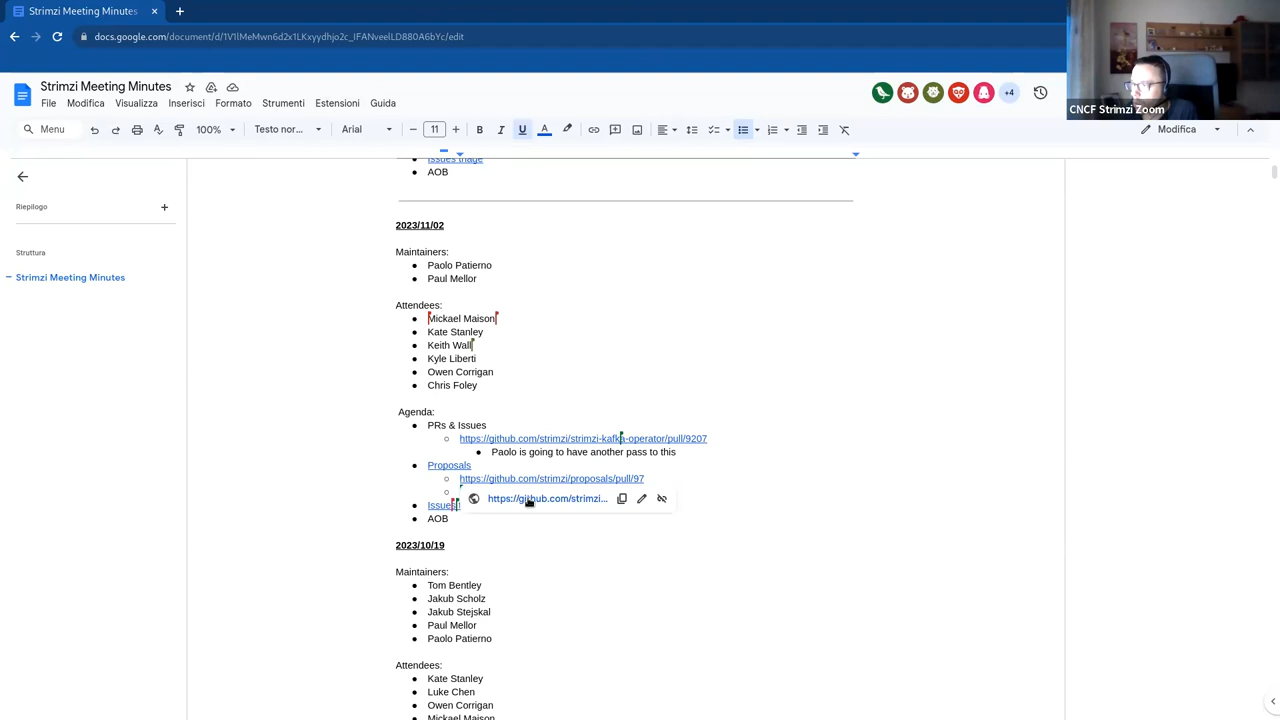 Strimzi Meeting Minutes
docs.google.com/document/d/1V1lMeMwn6d2x1LKxyydhjo2c_IFANveelLD880A6bYc/edit
CNCF Strimzi Zoom
Strimzi Meeting Minutes
File Modifica Visualizza Inserisci Formato Strumenti Estensioni Guida
+4
Menu 100% Testo nor... Arial 11 Modifica
Issues triage
AOB
Riepilogo
Struttura
Strimzi Meeting Minutes
2023/11/02
Maintainers:
Paolo Patierno
Paul Mellor
Attendees:
Mickael Maison
Kate Stanley
Keith Wall
Kyle Liberti
Owen Corrigan
Chris Foley
Agenda:
PRs & Issues
https://github.com/strimzi/strimzi-kafka-operator/pull/9207
Paolo is going to have another pass to this
Proposals
https://github.com/strimzi/proposals/pull/97
https://github.com/strimzi...
Issues
AOB
2023/10/19
Maintainers:
Tom Bentley
Jakub Scholz
Jakub Stejskal
Paul Mellor
Paolo Patierno
Attendees:
Kate Stanley
Luke Chen
Owen Corrigan
Mickael Maison